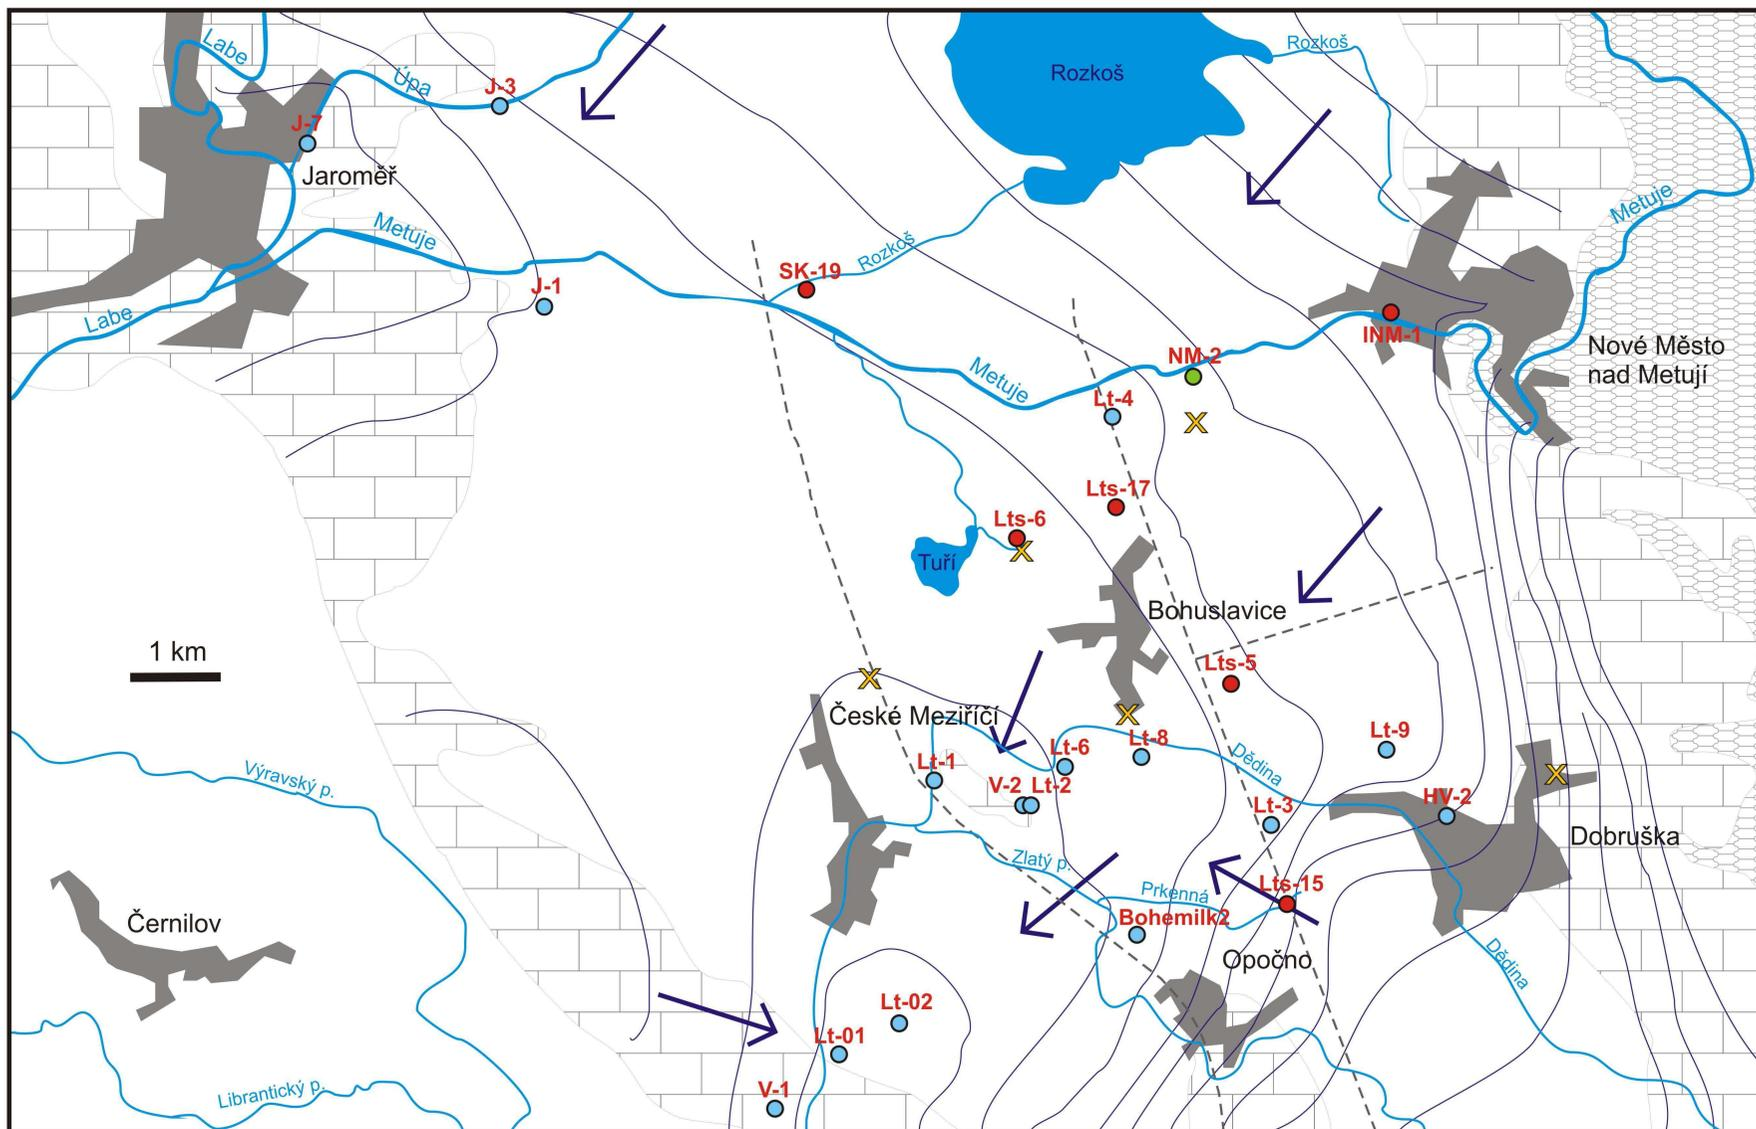 Labe
Úpa
J-3
Rozkoš
Rozkoš
J-7
Jaroměř
Metuje
Metuje
Rozkoš
SK-19
J-1
Labe
INM-1
Nové Město
nad Metují
NM-2
Metuje
Lt-4
Lts-17
Lts-6
Tuří
Bohuslavice
1 km
Lts-5
České Meziříčí
Lt-9
Lt-8
Lt-6
Dědina
Lt-1
V-2
Lt-2
Výravský p.
HV-2
Lt-3
Dobruška
Zlatý p.
Prkenná
Lts-15
Černilov
Bohemilk2
Opočno
Dědina
Lt-02
Lt-01
V-1
Librantický p.